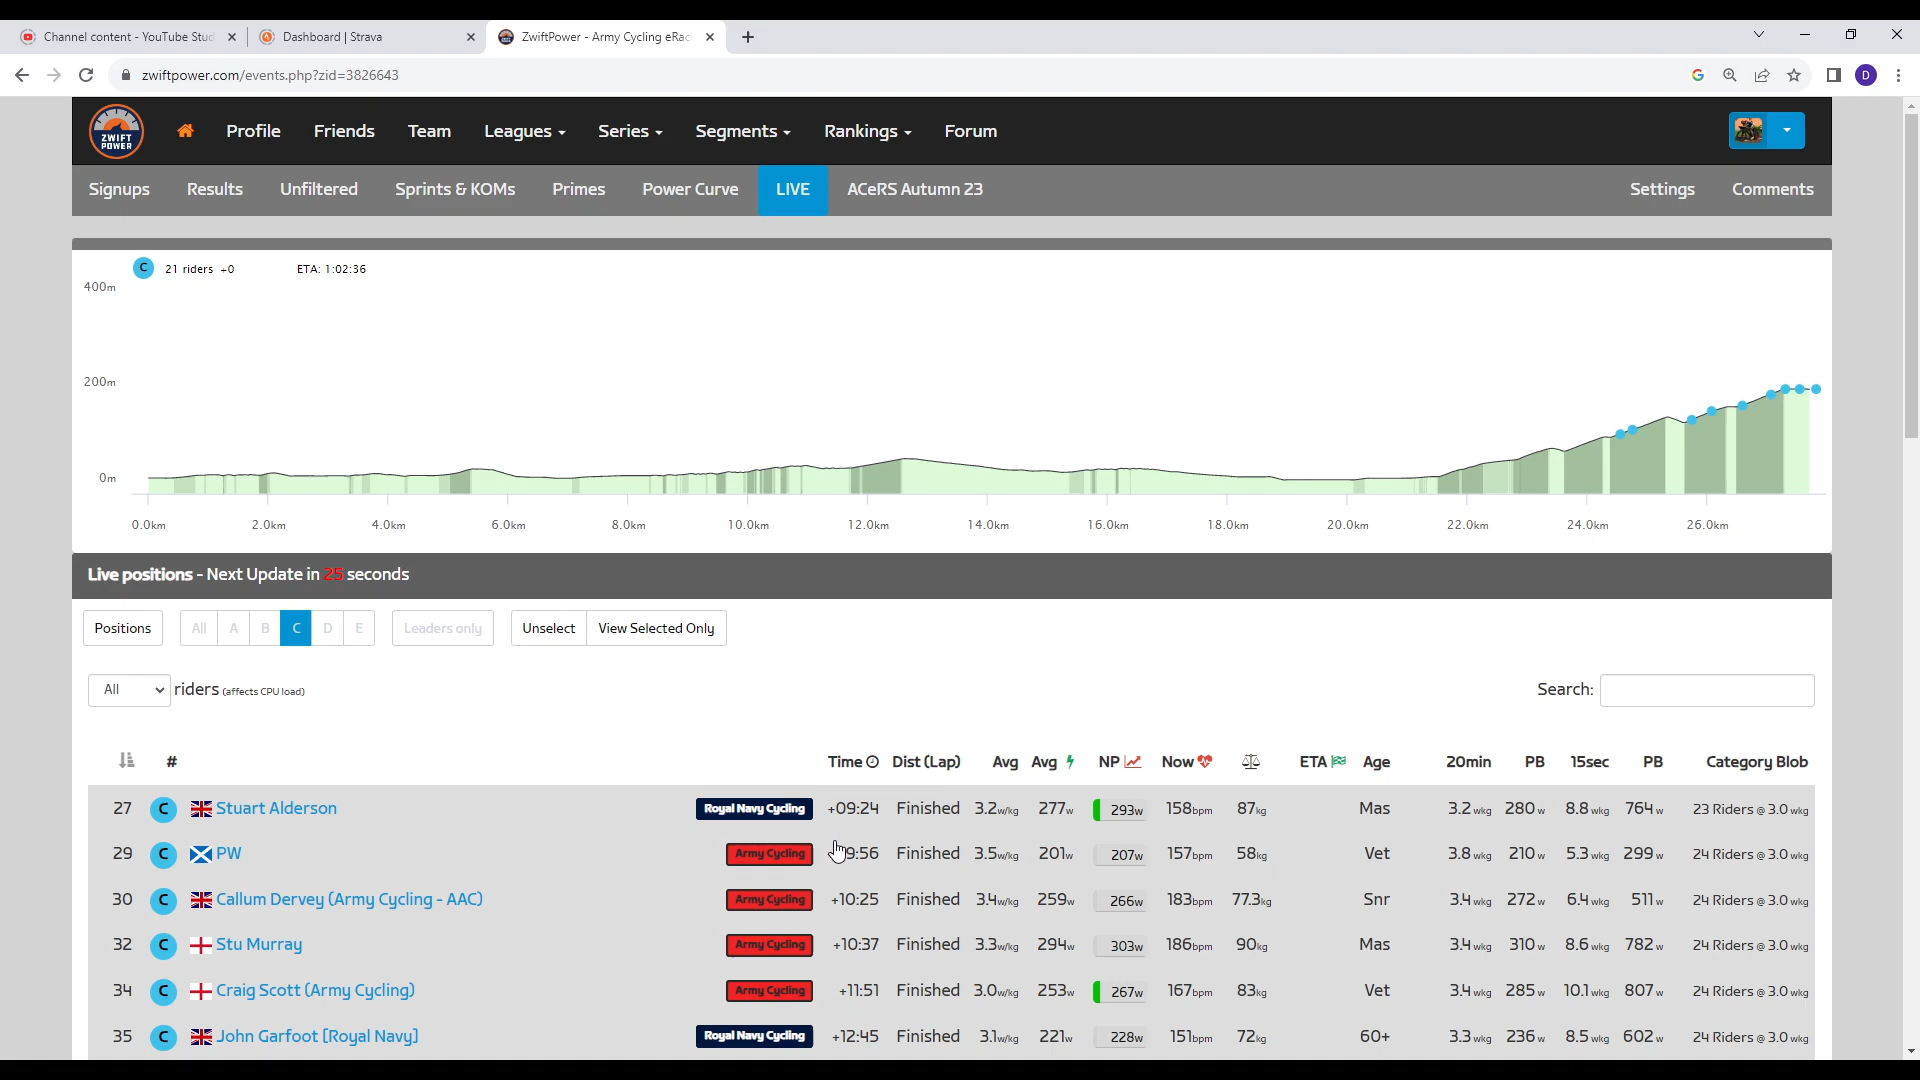 Channel content - YouTube Stud
Dashboard | Strava
ZwiftPower - Army Cycling eRac
zwiftpower.com/events.php?zid=3826643
D
ZWIFT POWER
Profile Friends Team Leagues Series Segments Rankings Forum
Signups Results Unfiltered Sprints & KOMs Primes Power Curve LIVE ACeRS Autumn 23 Settings Comments
C 21 riders +0 ETA: 1:02:36
400m
200m
0m
0.0km 2.0km 4.0km 6.0km 8.0km 10.0km 12.0km 14.0km 16.0km 18.0km 20.0km 22.0km 24.0km 26.0km
Live positions - Next Update in 25 seconds
Positions All A B C D E Leaders only Unselect View Selected Only
All riders (affects CPU load) Search:
# Time Dist (Lap) Avg Avg NP Now ETA Age 20min PB 15sec PB Category Blob
27 C Stuart Alderson Royal Navy Cycling +09:24 Finished 3.2w/kg 277w 293w 158bpm 87kg Mas 3.2wkg 280w 8.8wkg 764w 23 Riders @ 3.0wkg
29 C PW Army Cycling 9:56 Finished 3.5w/kg 201w 207w 157bpm 58kg Vet 3.8wkg 210w 5.3wkg 299w 24 Riders @ 3.0wkg
30 C Callum Dervey (Army Cycling - AAC) Army Cycling +10:25 Finished 3.4w/kg 259w 266w 183bpm 77.3kg Snr 3.4wkg 272w 6.4wkg 511w 24 Riders @ 3.0wkg
32 C Stu Murray Army Cycling +10:37 Finished 3.3w/kg 294w 303w 186bpm 90kg Mas 3.4wkg 310w 8.6wkg 782w 24 Riders @ 3.0wkg
34 C Craig Scott (Army Cycling) Army Cycling +11:51 Finished 3.0w/kg 253w 267w 167bpm 83kg Vet 3.4wkg 285w 10.1wkg 807w 24 Riders @ 3.0wkg
35 C John Garfoot [Royal Navy] Royal Navy Cycling +12:45 Finished 3.1w/kg 221w 228w 151bpm 72kg 60+ 3.3wkg 236w 8.5wkg 602w 24 Riders @ 3.0wkg